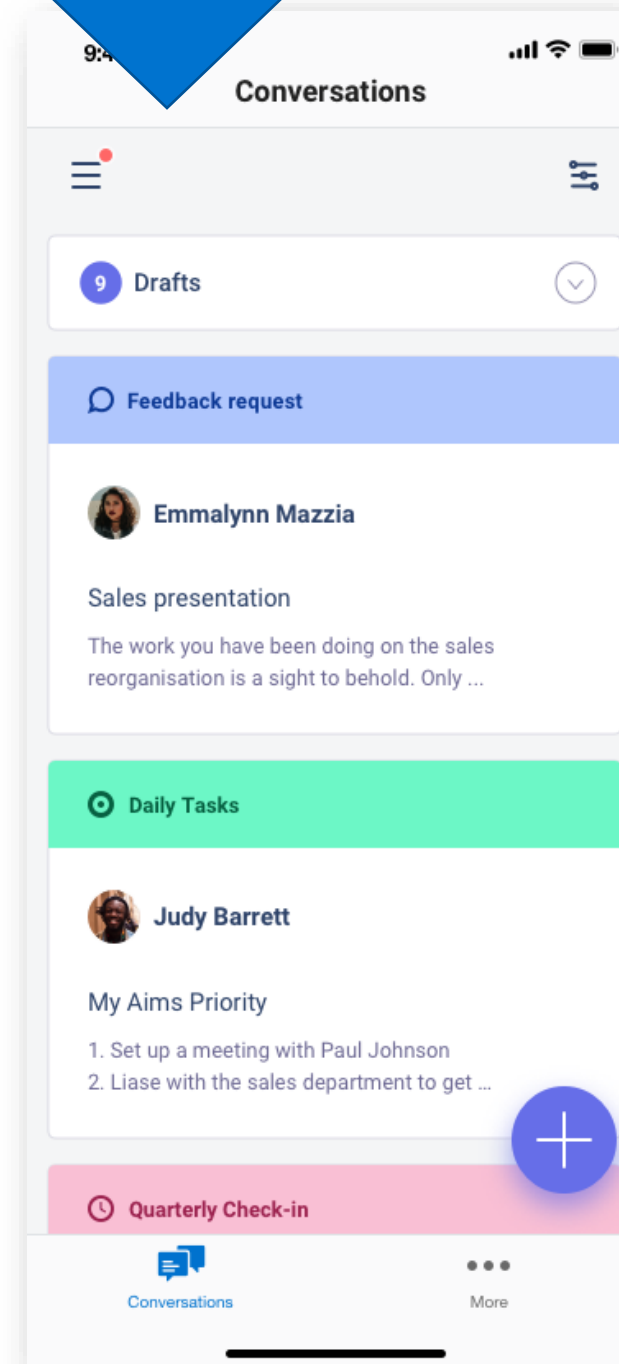 Conversations
9 Drafts
Feedback request
Emmalynn Mazzia
Sales presentation
The work you have been doing on the sales
reorganisation is a sight to behold. Only ...
Daily Tasks
Judy Barrett
My Aims Priority
1. Set up a meeting with Paul Johnson
2. Liase with the sales department to get ...
Quarterly Check-in
Conversations
More